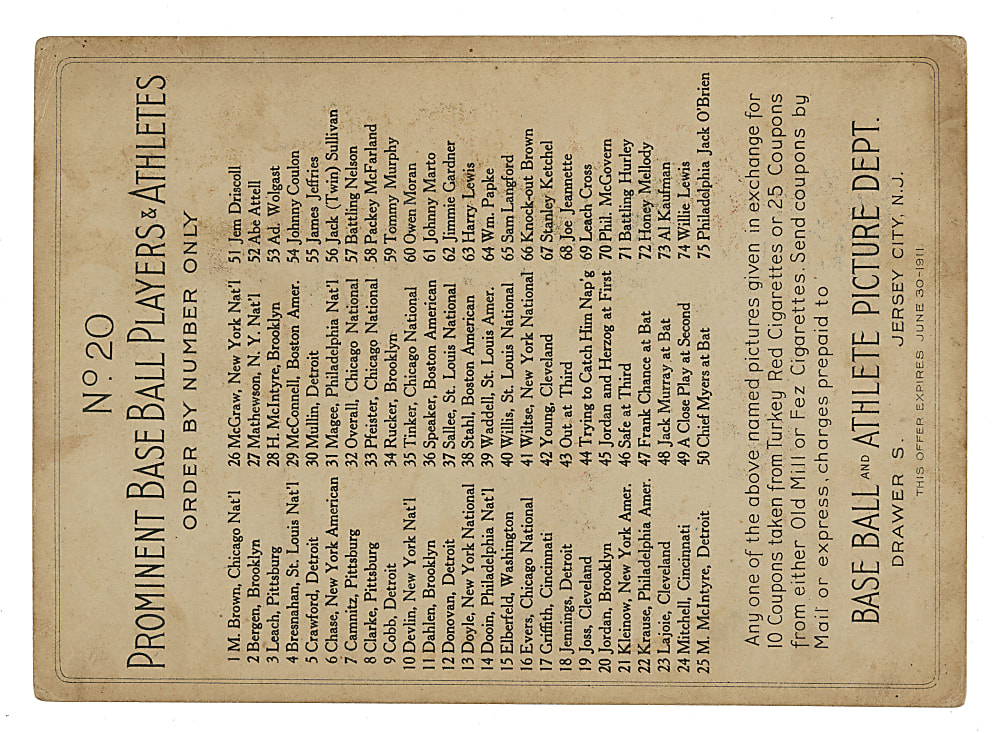 No. 20
PROMINENT BASE BALL PLAYERS & ATHLETES
ORDER BY NUMBER ONLY
1 M. Brown, Chicago Nat'l
2 Bergen, Brooklyn
3 Leach, Pittsburg
4 Bresnahan, St. Louis Nat'l
5 Crawford, Detroit
6 Chase, New York American
7 Camnitz, Pittsburg
8 Clarke, Pittsburg
9 Cobb, Detroit
10 Devlin, New York Nat'l
11 Dahlen, Brooklyn
12 Donovan, Detroit
13 Doyle, New York National
14 Dooin, Philadelphia Nat'l
15 Elberfeld, Washington
16 Evers, Chicago National
17 Griffith, Cincinnati
18 Jennings, Detroit
19 Joss, Cleveland
20 Jordan, Brooklyn
21 Kleinow, New York Amer.
22 Krause, Philadelphia Amer.
23 Lajoie, Cleveland
24 Mitchell, Cincinnati
25 M. McIntyre, Detroit
26 McGraw, New York Nat'l
27 Mathewson, N. Y. Nat'l
28 H. McIntyre, Brooklyn
29 McConnell, Boston Amer.
30 Mullin, Detroit
31 Magee, Philadelphia Nat'l
32 Overall, Chicago National
33 Pfeister, Chicago National
34 Rucker, Brooklyn
35 Tinker, Chicago National
36 Speaker, Boston American
37 Sallee, St. Louis National
38 Stahl, Boston American
39 Waddell, St. Louis Amer.
40 Willis, St. Louis National
41 Wiltse, New York National
42 Young, Cleveland
43 Out at Third
44 Trying to Catch Him Nap'g
45 Jordan and Herzog at First
46 Safe at Third
47 Frank Chance at Bat
48 Jack Murray at Bat
49 A Close Play at Second
50 Chief Myers at Bat
51 Jem Driscoll
52 Abe Attell
53 Ad. Wolgast
54 Johnny Coulon
55 James Jeffries
56 Jack (Twin) Sullivan
57 Battling Nelson
58 Packey McFarland
59 Tommy Murphy
60 Owen Moran
61 Johnny Marto
62 Jimmie Gardner
63 Harry Lewis
64 Wm. Papke
65 Sam Langford
66 Knock-out Brown
67 Stanley Ketchel
68 Joe Jeannette
69 Leach Cross
70 Phil. McGovern
71 Battling Hurley
72 Honey Mellody
73 Al Kaufman
74 Willie Lewis
75 Philadelphia Jack O'Brien
Any one of the above named pictures given in exchange for
10 Coupons taken from Turkey Red Cigarettes or 25 Coupons
from either Old Mill or Fez Cigarettes. Send coupons by
Mail or express, charges prepaid to
BASE BALL AND ATHLETE PICTURE DEPT.
DRAWER S. JERSEY CITY, N.J.
THIS OFFER EXPIRES JUNE 30-1911.